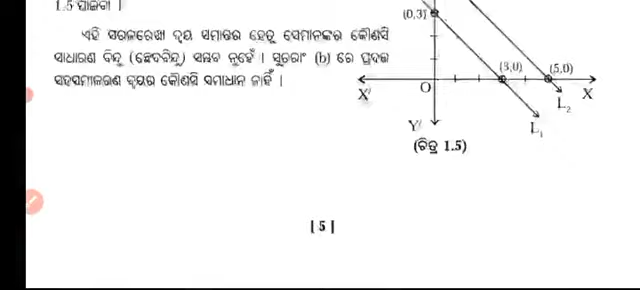 1.5 ପାଇବା ।
ଏହି ସରଳରେଖା ଦ୍ୱୟ ସମାନ୍ତର ହେତୁ ସେମାନଙ୍କର କୌଣସି
ସାଧାରଣ ବିନ୍ଦୁ (ଛେଦବିନ୍ଦୁ) ସମ୍ଭବ ନୁହେଁ । ସୁତରାଂ (b) ରେ ପ୍ରଦତ୍ତ
ସହସମୀକରଣ ଦ୍ୱୟର କୌଣସି ସମାଧାନ ନାହିଁ ।
(0,3)
(3,0) (5,0)
X' O X
L₂
Y' L₁
(ଚିତ୍ର 1.5)
[ 5 ]